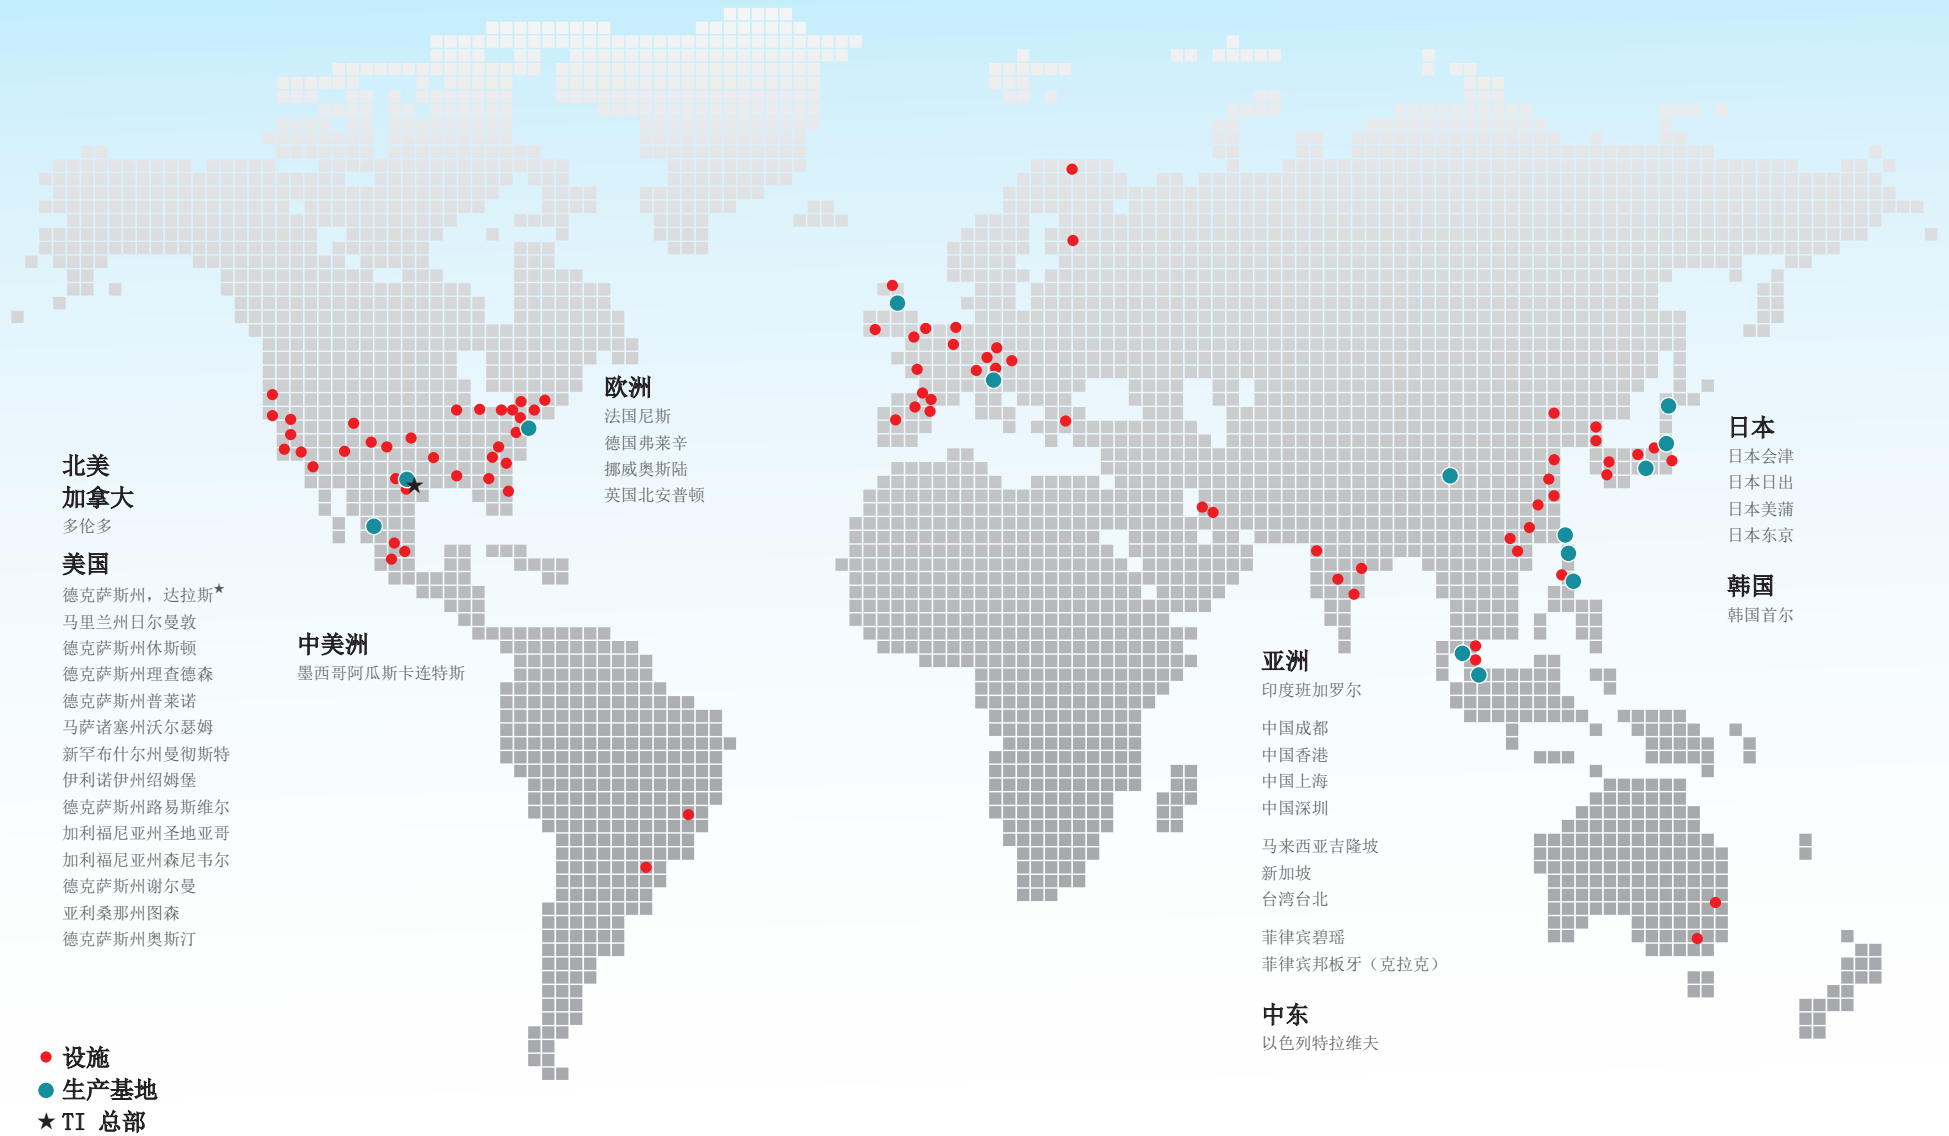 北美
加拿大
多伦多
美国
德克萨斯州，达拉斯★
马里兰州日尔曼敦
德克萨斯州休斯顿
德克萨斯州理查德森
德克萨斯州普莱诺
马萨诸塞州沃尔瑟姆
新罕布什尔州曼彻斯特
伊利诺伊州绍姆堡
德克萨斯州路易斯维尔
加利福尼亚州圣地亚哥
加利福尼亚州森尼韦尔
德克萨斯州谢尔曼
亚利桑那州图森
德克萨斯州奥斯汀
中美洲
墨西哥阿瓜斯卡连特斯
欧洲
法国尼斯
德国弗莱辛
挪威奥斯陆
英国北安普顿
亚洲
印度班加罗尔
中国成都
中国香港
中国上海
中国深圳
马来西亚吉隆坡
新加坡
台湾台北
菲律宾碧瑶
菲律宾邦板牙（克拉克）
中东
以色列特拉维夫
日本
日本会津
日本日出
日本美蒲
日本东京
韩国
韩国首尔
设施
生产基地
★ TI 总部